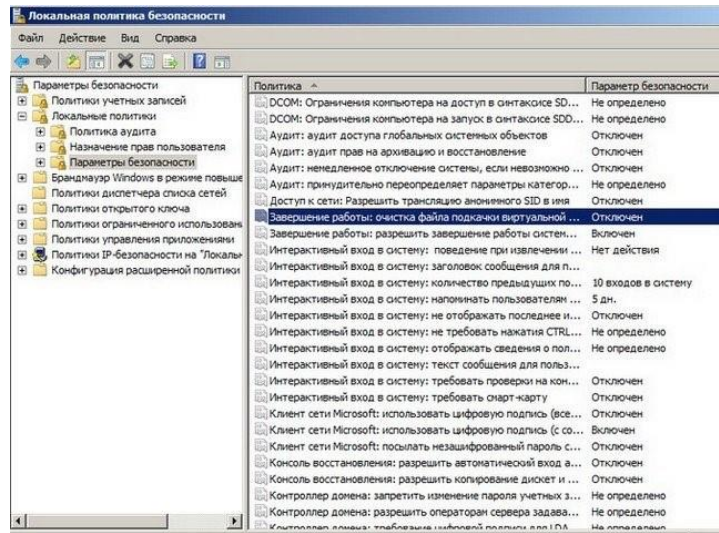 Локальная политика безопасности
Файл Действие Вид Справка
Параметры безопасности
Политики учетных записей
Локальные политики
Политика аудита
Назначение прав пользователя
Параметры безопасности
Брандмауэр Windows в режиме повыше
Политики диспетчера списка сетей
Политики открытого ключа
Политики ограниченного использован
Политики управления приложениями
Политики IP-безопасности на "Локальн
Конфигурация расширенной политики
Политика Параметр безопасности
DCOM: Ограничения компьютера на доступ в синтаксисе SD... Не определено
DCOM: Ограничения компьютера на запуск в синтаксисе SDD... Не определено
Аудит: аудит доступа глобальных системных объектов Отключен
Аудит: аудит прав на архивацию и восстановление Отключен
Аудит: немедленное отключение системы, если невозможно ... Отключен
Аудит: принудительно переопределяет параметры категор... Не определено
Доступ к сети: Разрешить трансляцию анонимного SID в имя Отключен
Завершение работы: очистка файла подкачки виртуальной ... Отключен
Завершение работы: разрешить завершение работы систем... Включен
Интерактивный вход в систему: поведение при извлечении ... Нет действия
Интерактивный вход в систему: заголовок сообщения для п...
Интерактивный вход в систему: количество предыдущих по... 10 входов в систему
Интерактивный вход в систему: напоминать пользователям ... 5 дн.
Интерактивный вход в систему: не отображать последнее и... Отключен
Интерактивный вход в систему: не требовать нажатия CTRL... Не определено
Интерактивный вход в систему: отображать сведения о пол... Не определено
Интерактивный вход в систему: текст сообщения для польз...
Интерактивный вход в систему: требовать проверки на кон... Отключен
Интерактивный вход в систему: требовать смарт-карту Отключен
Клиент сети Microsoft: использовать цифровую подпись (все... Отключен
Клиент сети Microsoft: использовать цифровую подпись (с со... Включен
Клиент сети Microsoft: посылать незашифрованный пароль с... Отключен
Консоль восстановления: разрешить автоматический вход а... Отключен
Консоль восстановления: разрешить копирование дискет и ... Отключен
Контроллер домена: запретить изменение пароля учетных з... Не определено
Контроллер домена: разрешить операторам сервера задава... Не определено
Контроллер домена: требование цифровой подписи для LDA... Не определено